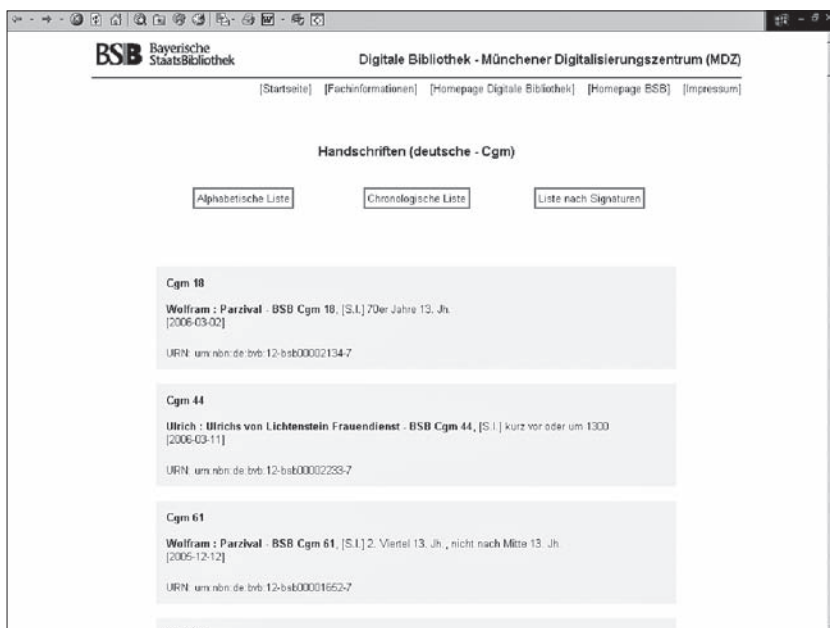 BSB Bayerische
StaatsBibliothek
Digitale Bibliothek - Münchener Digitalisierungszentrum (MDZ)
[Startseite] [Fachinformationen] [Homepage Digitale Bibliothek] [Homepage BSB] [Impressum]
Handschriften (deutsche - Cgm)
Alphabetische Liste Chronologische Liste Liste nach Signaturen
Cgm 18
Wolfram : Parzival - BSB Cgm 18, [S.l.] 70er Jahre 13. Jh.
[2006-03-02]
URN: urn:nbn:de:bvb:12-bsb00002134-7
Cgm 44
Ulrich : Ulrichs von Lichtenstein Frauendienst - BSB Cgm 44, [S.l.] kurz vor oder um 1300
[2006-03-11]
URN: urn:nbn:de:bvb:12-bsb00002233-7
Cgm 61
Wolfram : Parzival - BSB Cgm 61, [S.l.] 2. Viertel 13. Jh., nicht nach Mitte 13. Jh.
[2005-12-12]
URN: urn:nbn:de:bvb:12-bsb00001652-7